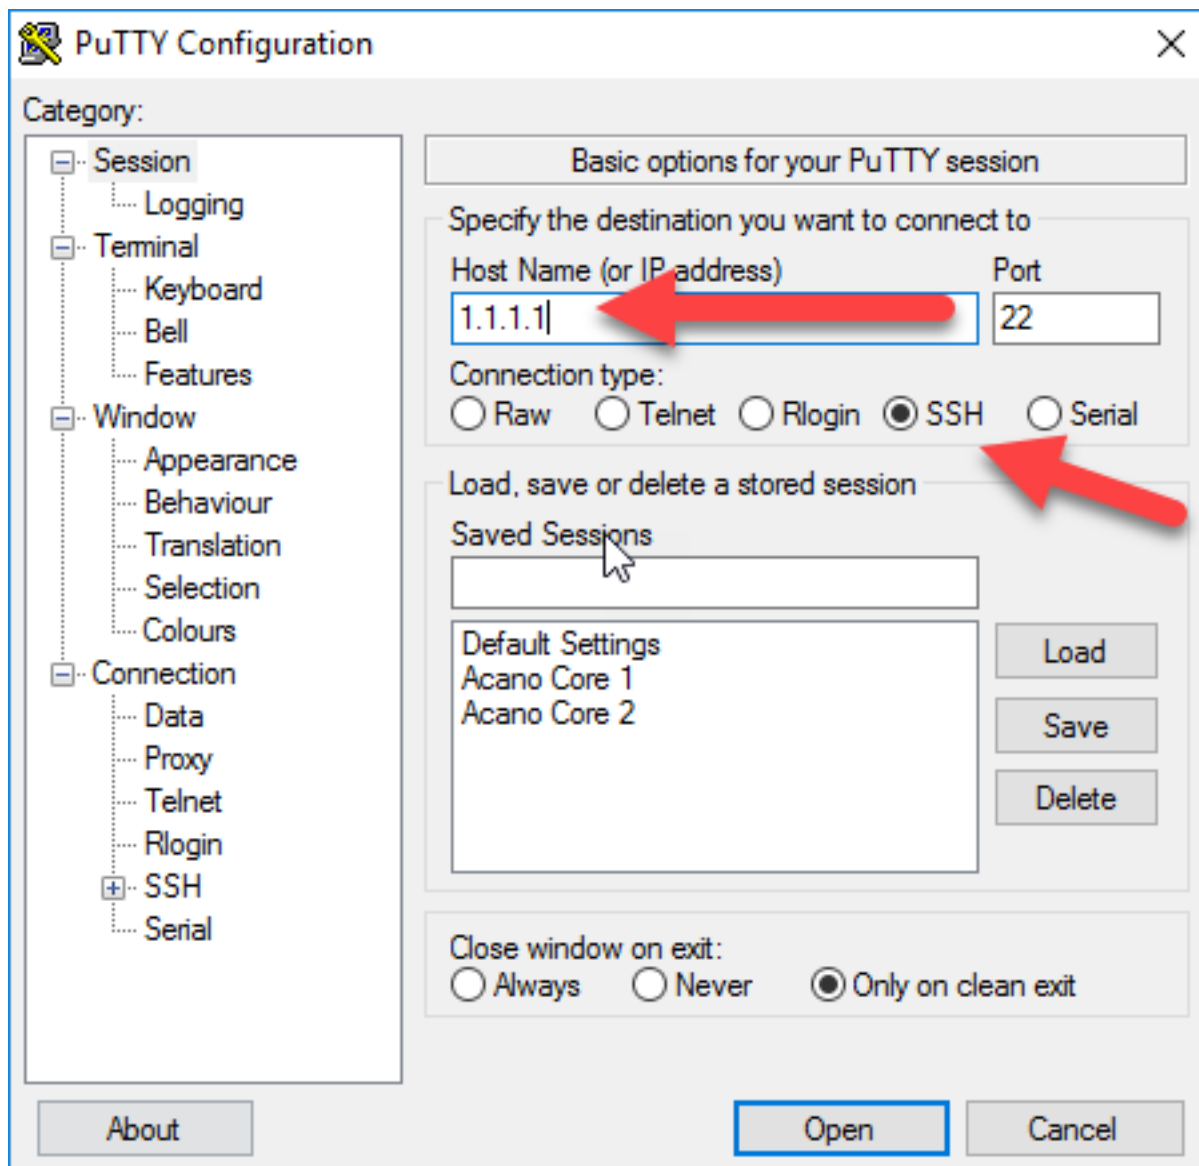 PuTTY Configuration
Category:
Session
Logging
Terminal
Keyboard
Bell
Features
Window
Appearance
Behaviour
Translation
Selection
Colours
Connection
Data
Proxy
Telnet
Rlogin
SSH
Serial
Basic options for your PuTTY session
Specify the destination you want to connect to
Host Name (or IP address) Port
1.1.1.1 22
Connection type:
Raw Telnet Rlogin SSH Serial
Load, save or delete a stored session
Saved Sessions
Default Settings
Acano Core 1
Acano Core 2
Load
Save
Delete
Close window on exit:
Always Never Only on clean exit
About Open Cancel